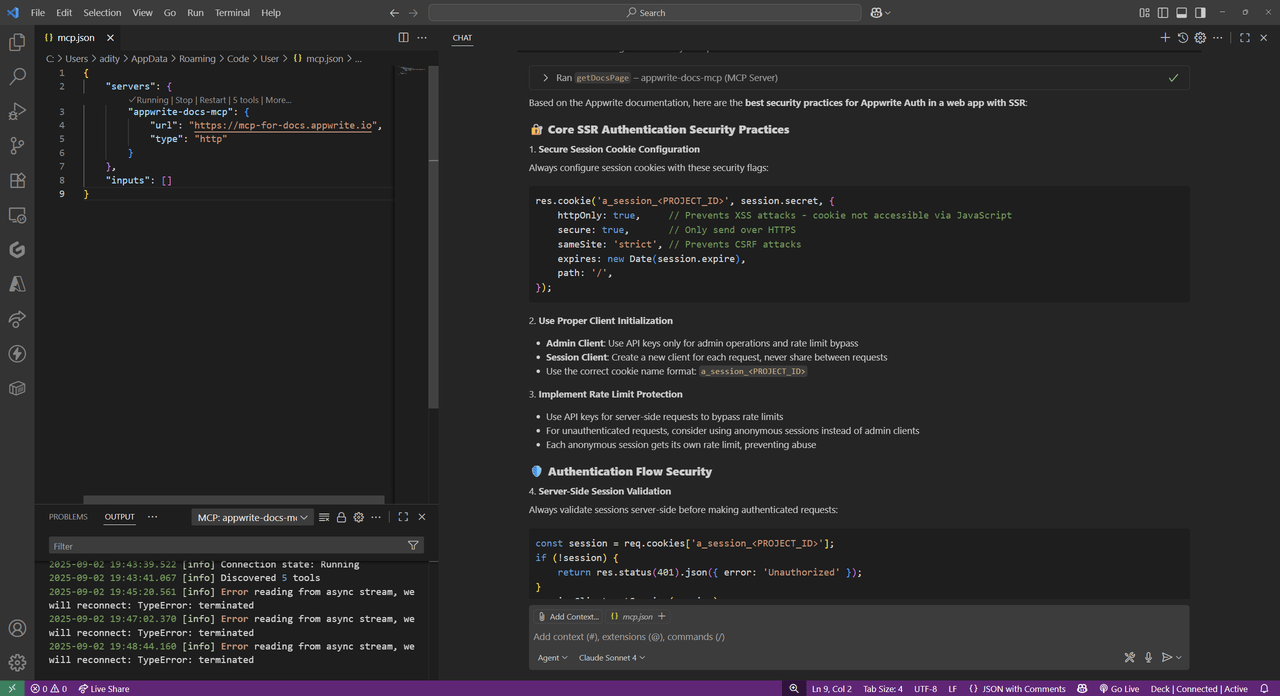 File Edit Selection View Go Run Terminal Help
Search
mcp.json
C: > Users > adity > AppData > Roaming > Code > User > {} mcp.json > ...
1 {
2 "servers": {
✓Running | Stop | Restart | 5 tools | More...
3 "appwrite-docs-mcp": {
4 "url": "https://mcp-for-docs.appwrite.io",
5 "type": "http"
6 }
7 },
8 "inputs": []
9 }
PROBLEMS OUTPUT ...
MCP: appwrite-docs-m
Filter
2025-09-02 19:43:39.522 [info] Connection state: Running
2025-09-02 19:43:41.067 [info] Discovered 5 tools
2025-09-02 19:45:20.561 [info] Error reading from async stream, we
will reconnect: TypeError: terminated
2025-09-02 19:47:02.370 [info] Error reading from async stream, we
will reconnect: TypeError: terminated
2025-09-02 19:48:44.160 [info] Error reading from async stream, we
will reconnect: TypeError: terminated
CHAT
> Ran getDocsPage – appwrite-docs-mcp (MCP Server)
Based on the Appwrite documentation, here are the best security practices for Appwrite Auth in a web app with SSR:
🔐 Core SSR Authentication Security Practices
1. Secure Session Cookie Configuration
Always configure session cookies with these security flags:
res.cookie('a_session_<PROJECT_ID>', session.secret, {
httpOnly: true, // Prevents XSS attacks - cookie not accessible via JavaScript
secure: true, // Only send over HTTPS
sameSite: 'strict', // Prevents CSRF attacks
expires: new Date(session.expire),
path: '/',
});
2. Use Proper Client Initialization
• Admin Client: Use API keys only for admin operations and rate limit bypass
• Session Client: Create a new client for each request, never share between requests
• Use the correct cookie name format: a_session_<PROJECT_ID>
3. Implement Rate Limit Protection
• Use API keys for server-side requests to bypass rate limits
• For unauthenticated requests, consider using anonymous sessions instead of admin clients
• Each anonymous session gets its own rate limit, preventing abuse
🛡️ Authentication Flow Security
4. Server-Side Session Validation
Always validate sessions server-side before making authenticated requests:
const session = req.cookies['a_session_<PROJECT_ID>'];
if (!session) {
return res.status(401).json({ error: 'Unauthorized' });
}
Add Context... {} mcp.json +
Add context (#), extensions (@), commands (/)
Agent Claude Sonnet 4
0 0 Live Share
Ln 9, Col 2 Tab Size: 4 UTF-8 LF {} JSON with Comments Go Live Deck | Connected | Active